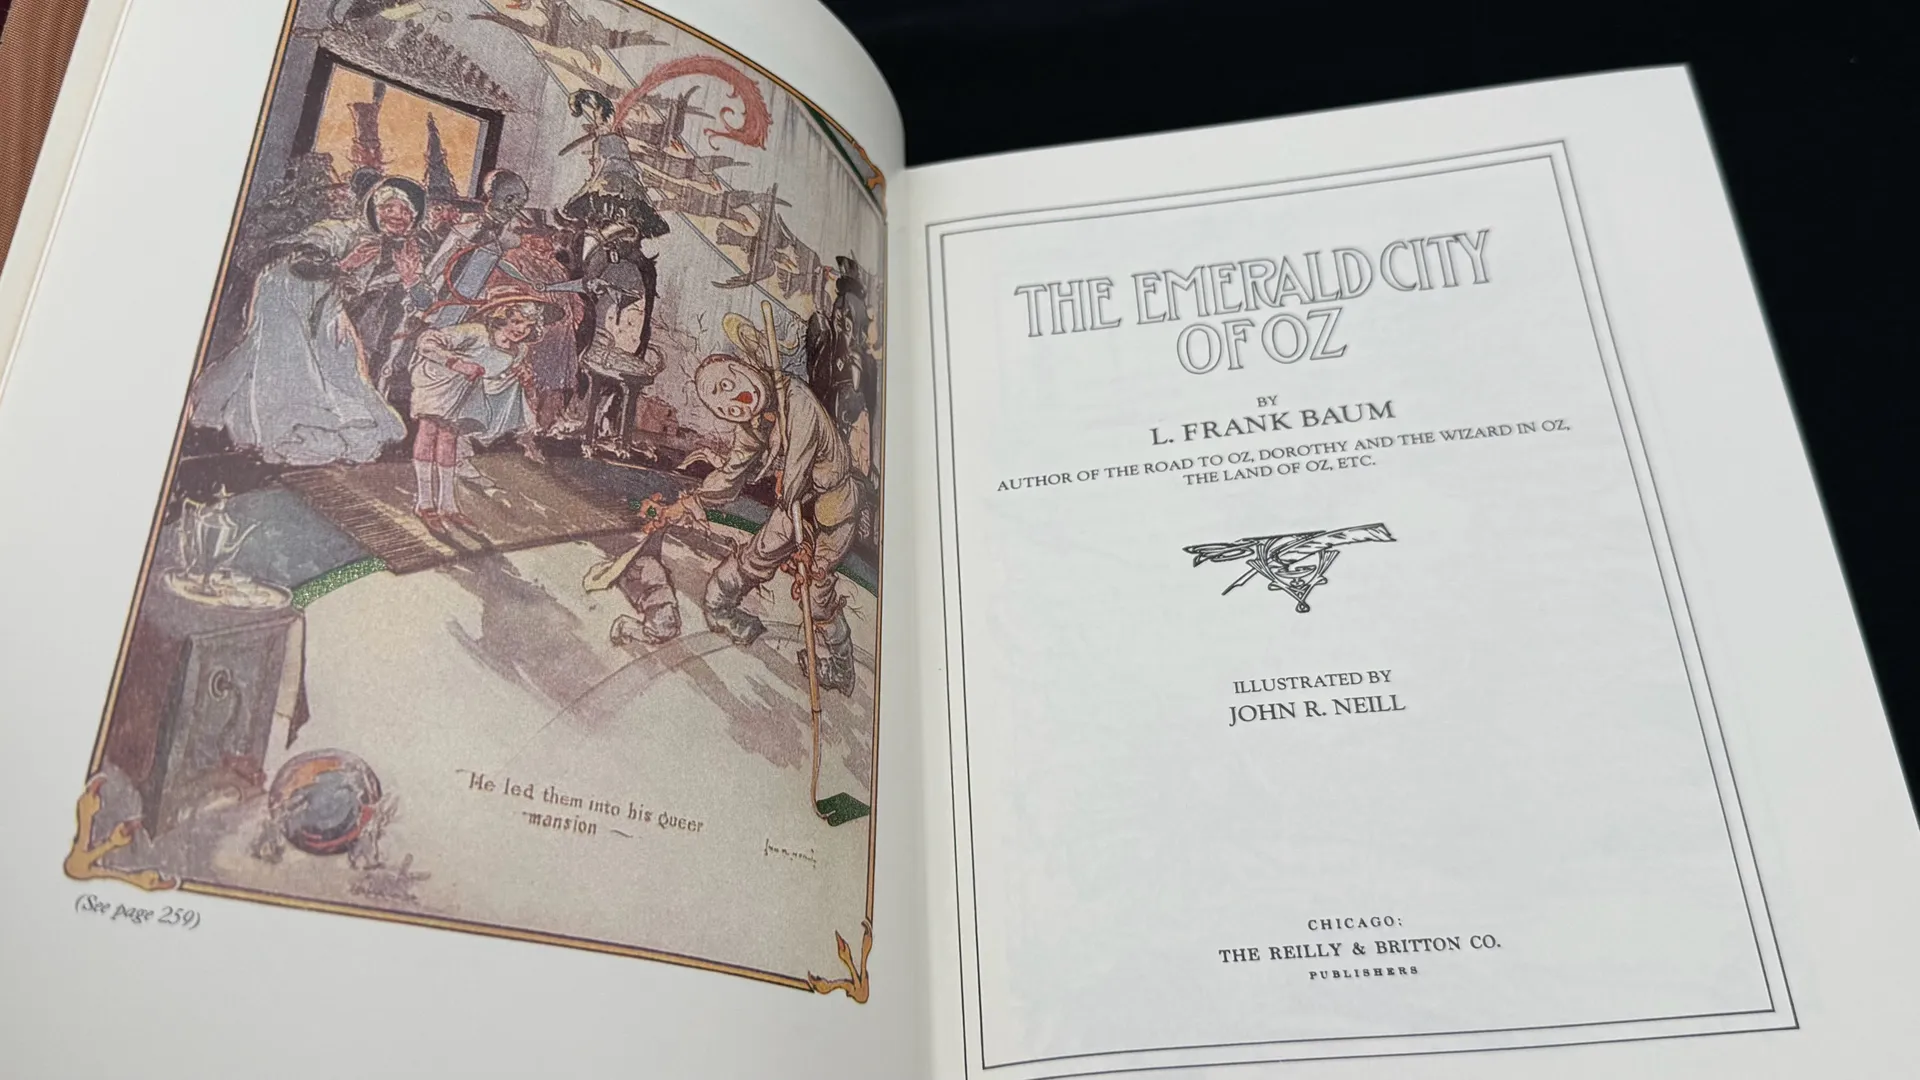 "He led them into his queer
mansion
(See page 259)
THE EMERALD CITY
OF OZ
BY
L. FRANK BAUM
AUTHOR OF THE ROAD TO OZ, DOROTHY AND THE WIZARD IN OZ,
THE LAND OF OZ, ETC.
ILLUSTRATED BY
JOHN R. NEILL
CHICAGO:
THE REILLY & BRITTON CO.
PUBLISHERS